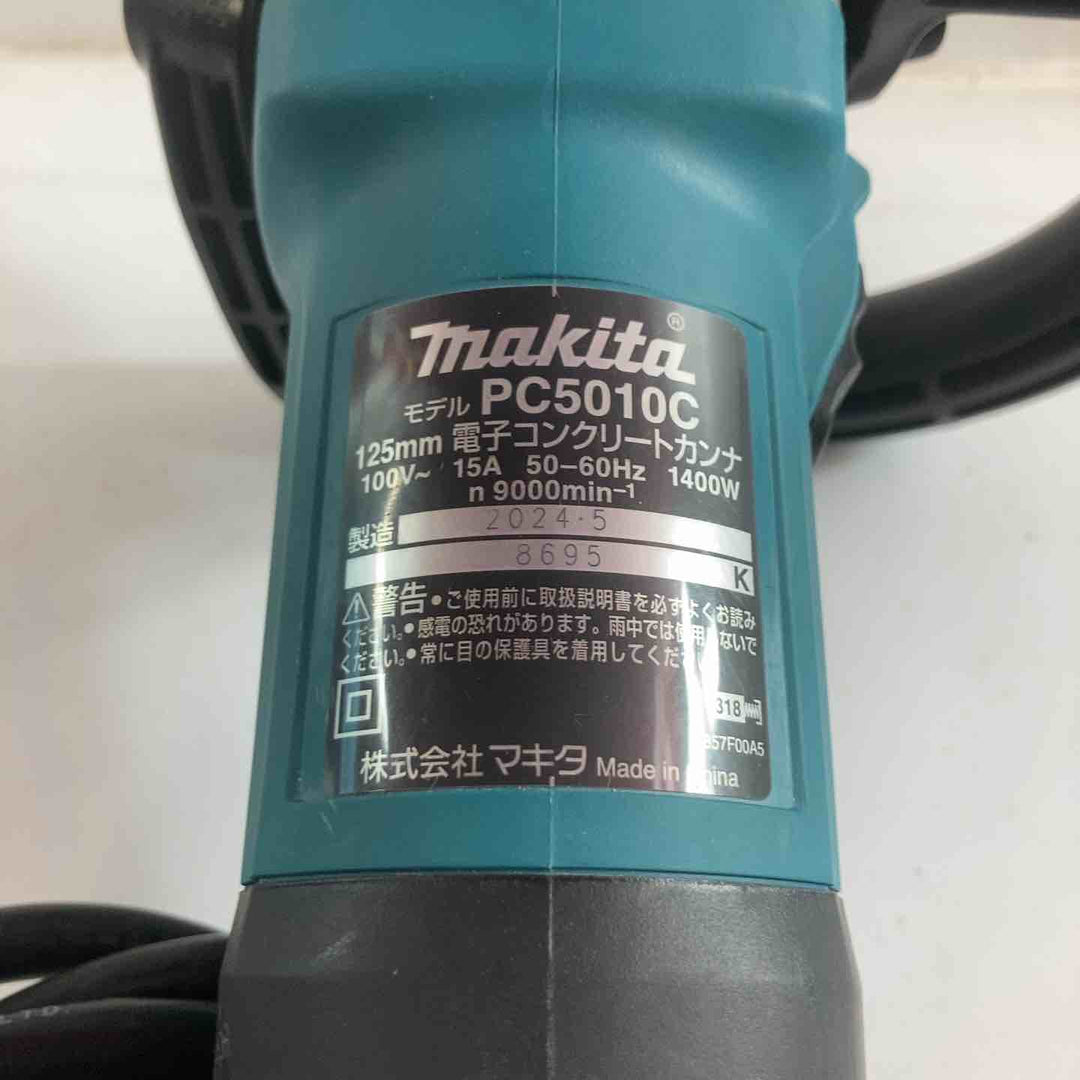 makita®
モデル PC5010C
125mm 電子コンクリートカンナ
100V~ 15A 50-60Hz 1400W
n 9000min-1
製造 2024.5
8695 K
警告 • ご使用前に取扱説明書を必ずよくお読み
ください。• 感電の恐れがあります。雨中では使用しないで
ください。• 常に目の保護具を着用してくだ
318
857F00A5
株式会社 マキタ Made in China